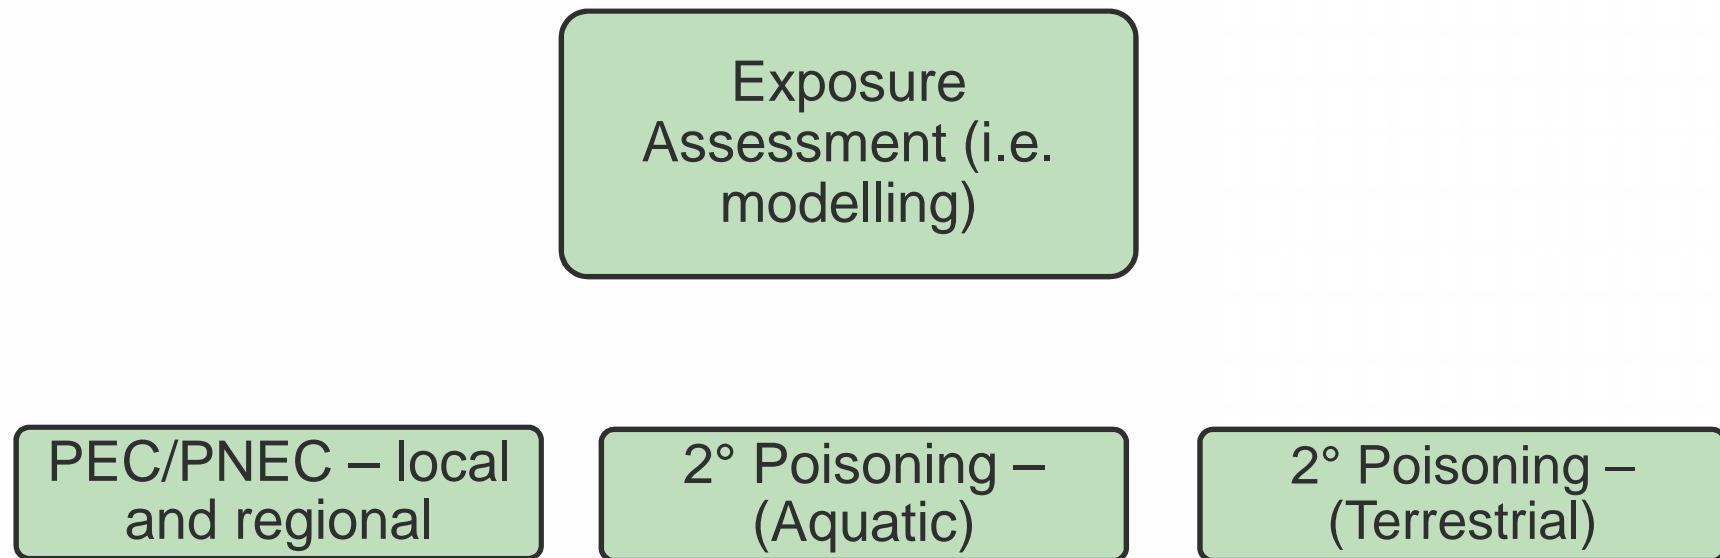 Exposure
Assessment (i.e.
modelling)
PEC/PNEC – local
and regional
2° Poisoning –
(Aquatic)
2° Poisoning –
(Terrestrial)